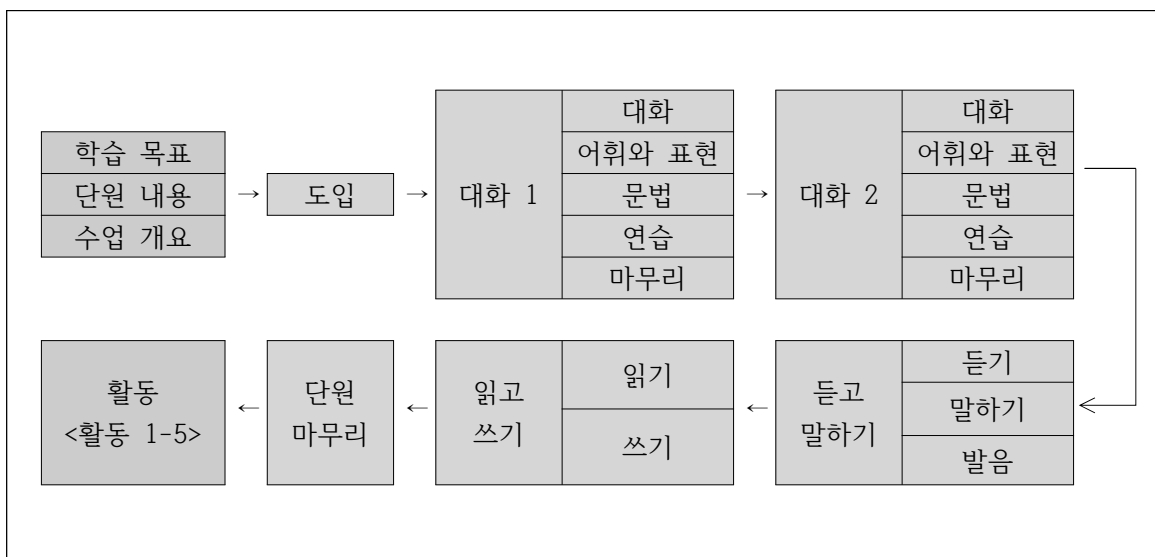 학습 목표
단원 내용
수업 개요
→
도입
→
대화 1
대화
어휘와 표현
문법
연습
마무리
→
대화 2
대화
어휘와 표현
문법
연습
마무리
듣고
말하기
듣기
말하기
발음
←
읽고
쓰기
읽기
쓰기
←
단원
마무리
←
활동
<활동 1-5>